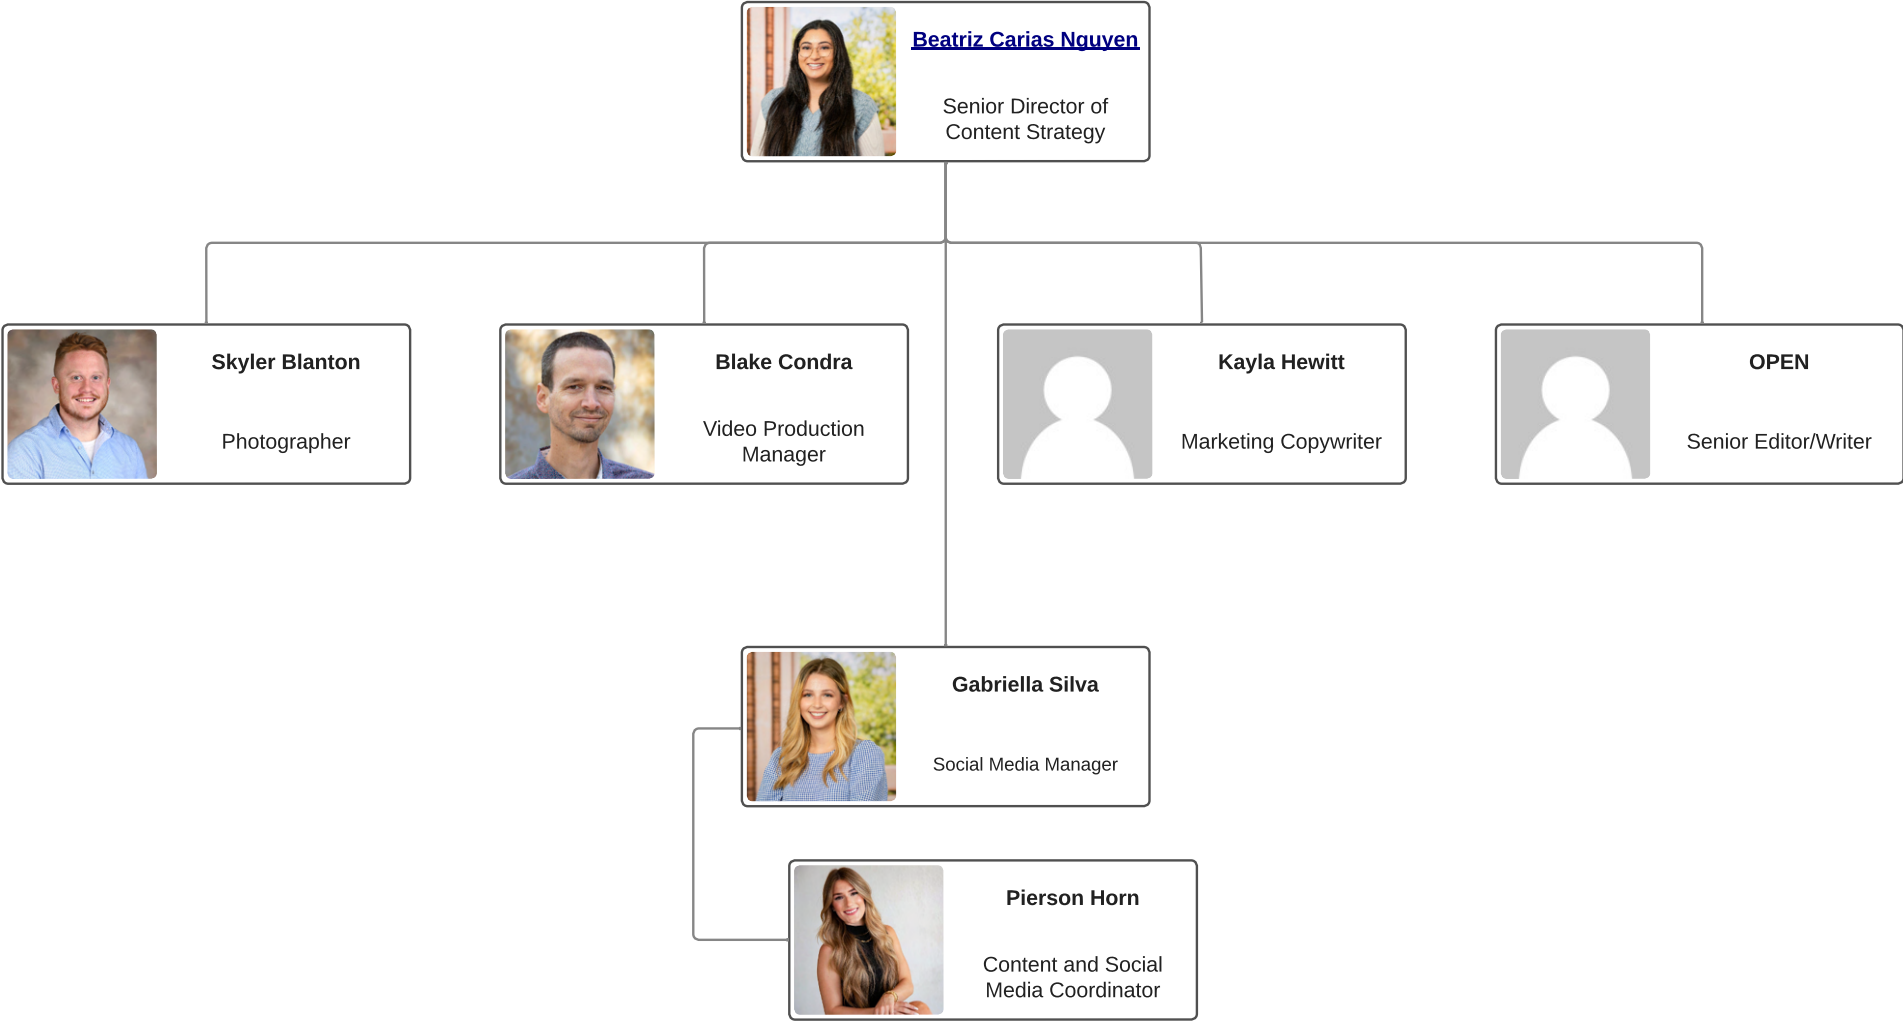 Beatriz Carias Nguyen
Senior Director of
Content Strategy
Skyler Blanton
Photographer
Blake Condra
Video Production
Manager
Kayla Hewitt
Marketing Copywriter
OPEN
Senior Editor/Writer
Gabriella Silva
Social Media Manager
Pierson Horn
Content and Social
Media Coordinator